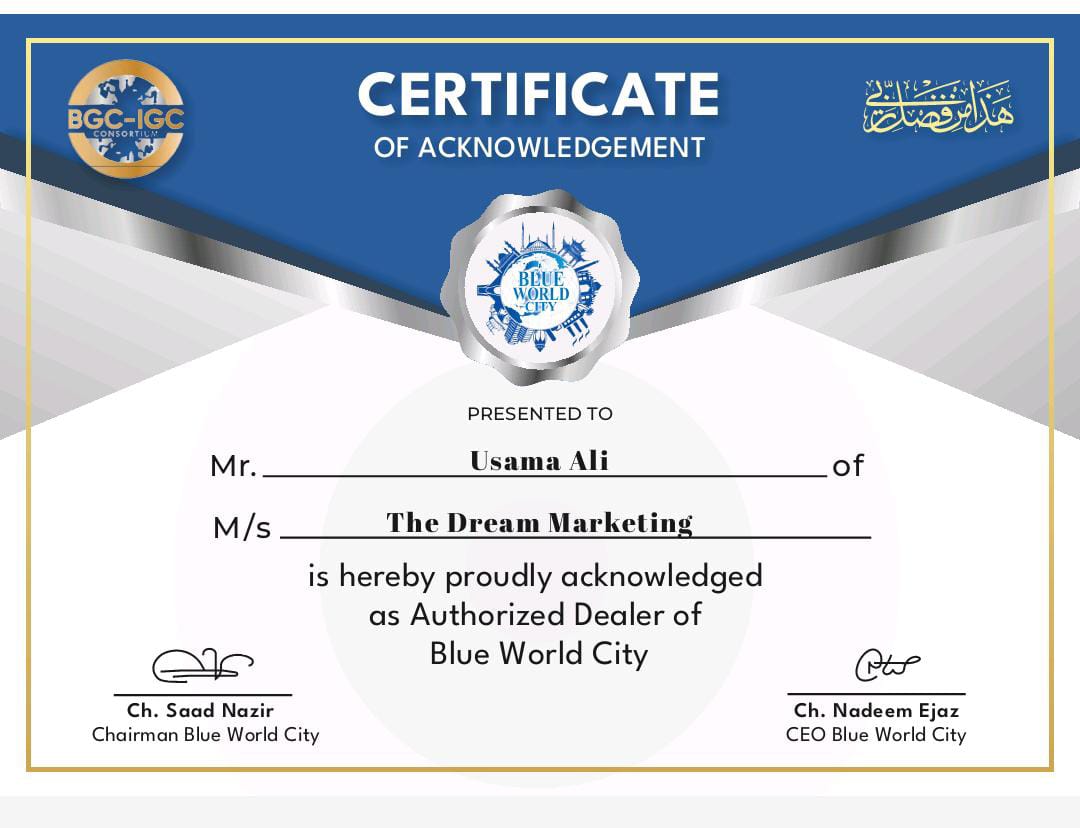 BGC-IGC
CONSORTIUM
CERTIFICATE
OF ACKNOWLEDGEMENT
هَذَا مِن فَضْلِ رَبِّي
BLUE
WORLD
CITY
PRESENTED TO
Mr. Usama Ali of
M/s The Dream Marketing
is hereby proudly acknowledged
as Authorized Dealer of
Blue World City
Ch. Saad Nazir
Chairman Blue World City
Ch. Nadeem Ejaz
CEO Blue World City